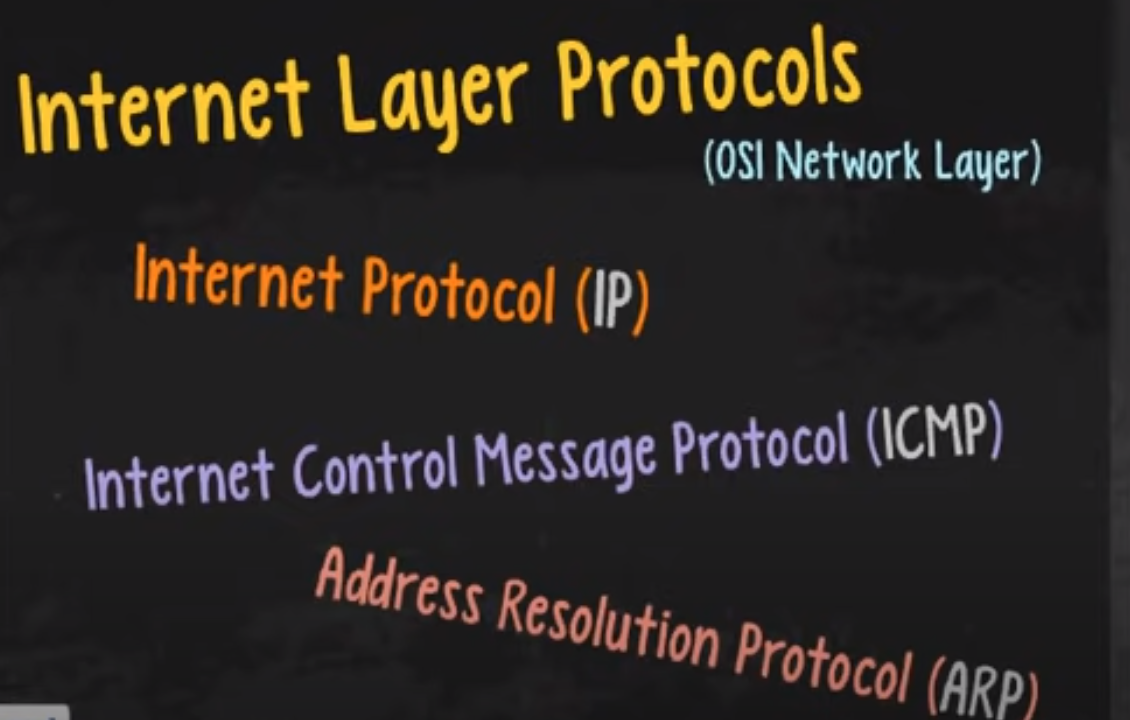 Internet Layer Protocols
(OSI Network Layer)
Internet Protocol (IP)
Internet Control Message Protocol (ICMP)
Address Resolution Protocol (ARP)